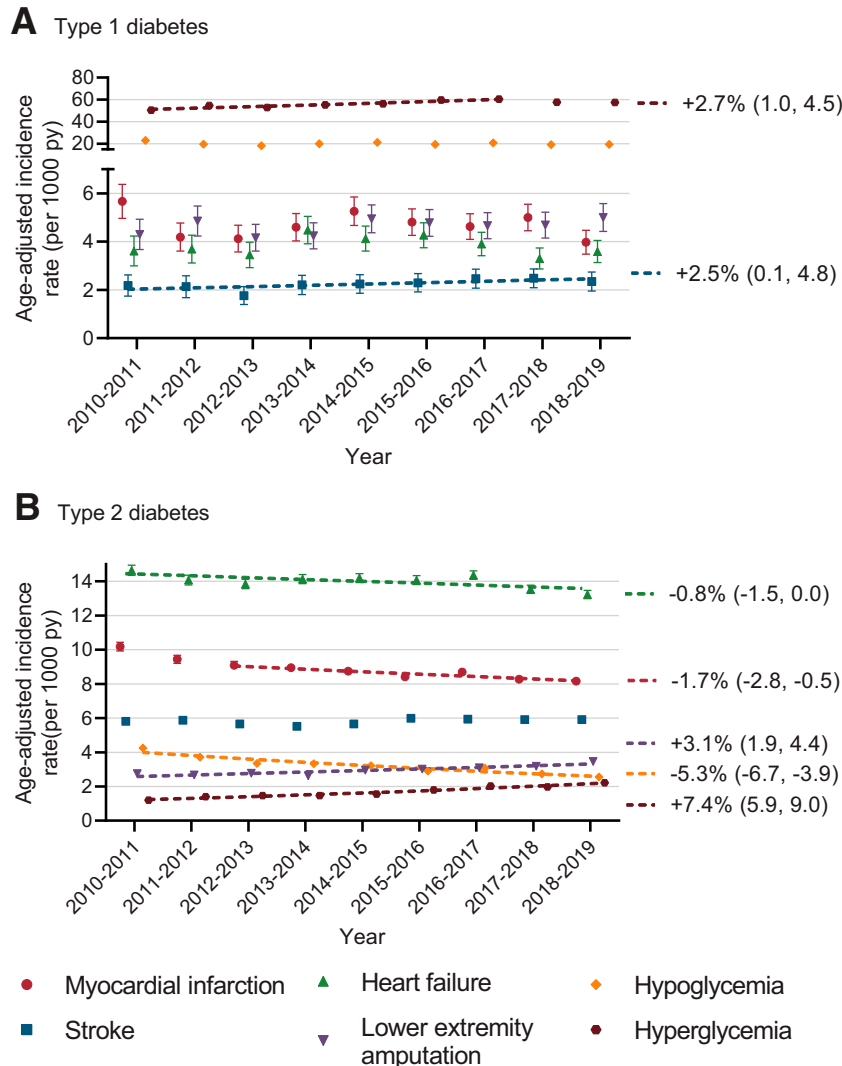 A Type 1 diabetes
Age-adjusted incidence
rate (per 1000 py)
80
60
40
20
6
4
2
0
+2.7% (1.0, 4.5)
+2.5% (0.1, 4.8)
2010-2011
2011-2012
2012-2013
2013-2014
2014-2015
2015-2016
2016-2017
2017-2018
2018-2019
Year
B Type 2 diabetes
Age-adjusted incidence
rate(per 1000 py)
14
12
10
8
6
4
2
0
-0.8% (-1.5, 0.0)
-1.7% (-2.8, -0.5)
+3.1% (1.9, 4.4)
-5.3% (-6.7, -3.9)
+7.4% (5.9, 9.0)
2010-2011
2011-2012
2012-2013
2013-2014
2014-2015
2015-2016
2016-2017
2017-2018
2018-2019
Year
Myocardial infarction
Heart failure
Hypoglycemia
Stroke
Lower extremity
amputation
Hyperglycemia